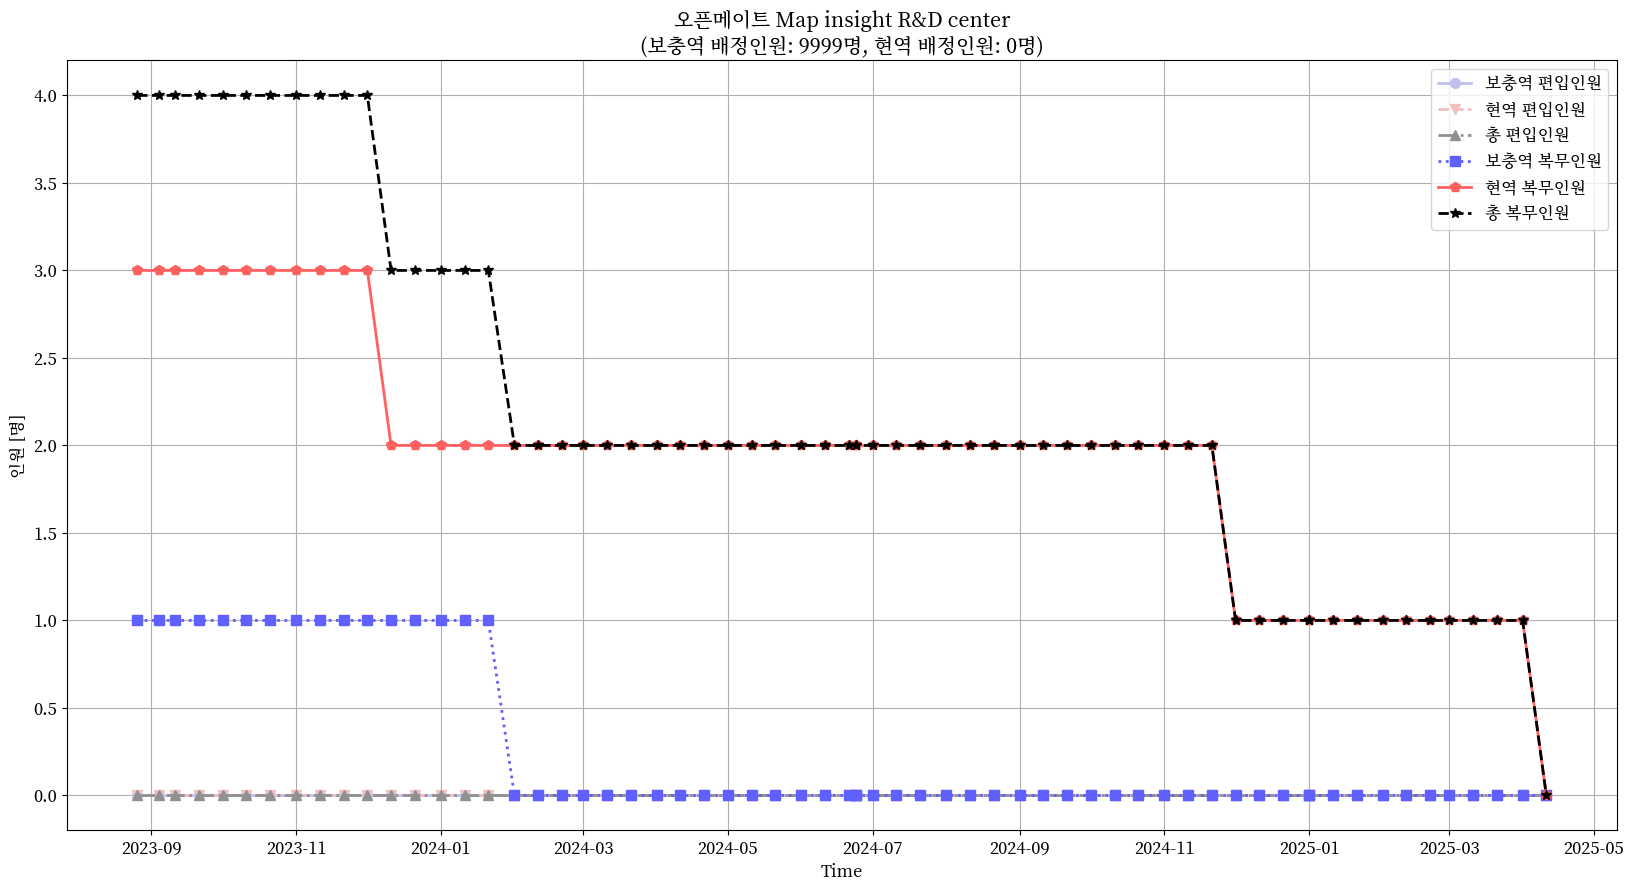 오픈메이트 Map insight R&D center
(보충역 배정인원: 9999명, 현역 배정인원: 0명)
보충역 편입인원
현역 편입인원
총 편입인원
보충역 복무인원
현역 복무인원
총 복무인원
인원 [명]
4.0
3.5
3.0
2.5
2.0
1.5
1.0
0.5
0.0
2023-09
2023-11
2024-01
2024-03
2024-05
2024-07
2024-09
2024-11
2025-01
2025-03
2025-05
Time